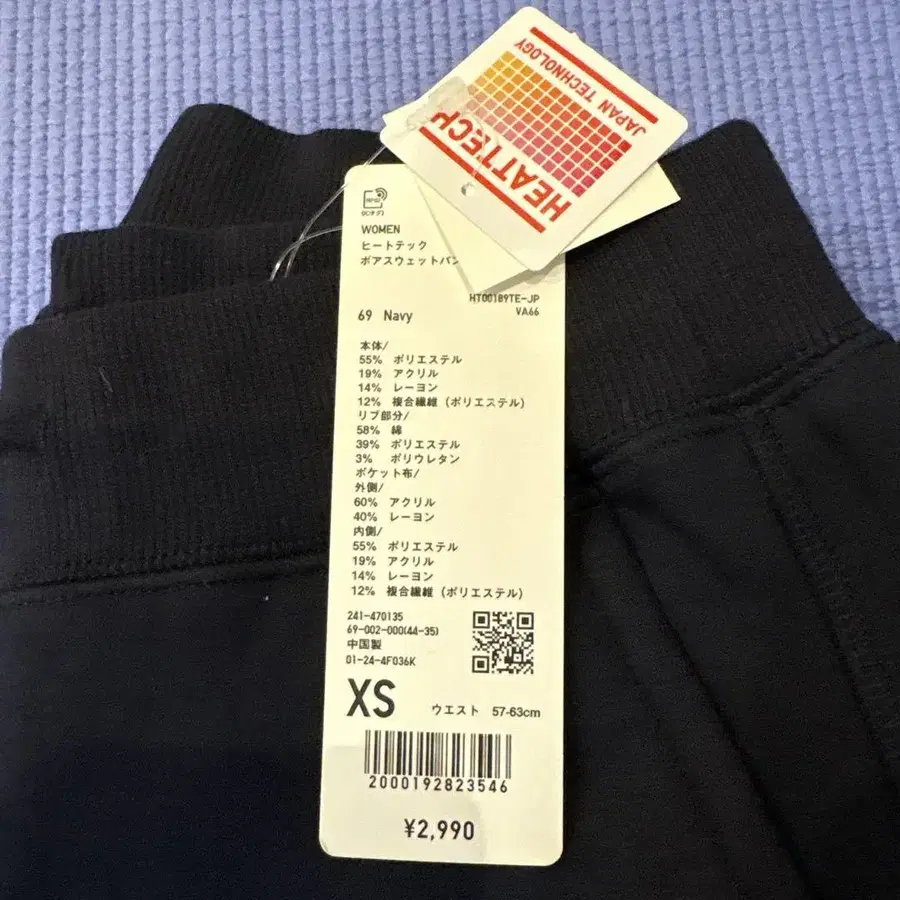 HEATTECH
JAPAN TECHNOLOGY
WOMEN
ヒートテック
ボアスウェットパン
HT00189TE-JP
VA66
69 Navy
本体/
55% ポリエステル
19% アクリル
14% レーヨン
12% 複合繊維 (ポリエステル)
リブ部分/
58% 綿
39% ポリエステル
3% ポリウレタン
ポケット布/
外側/
60% アクリル
40% レーヨン
内側/
55% ポリエステル
19% アクリル
14% レーヨン
12% 複合繊維 (ポリエステル)
241-470135
69-002-000(44-35)
中国製
01-24-4F036K
XS ウエスト 57-63cm
2000192823546
¥2,990